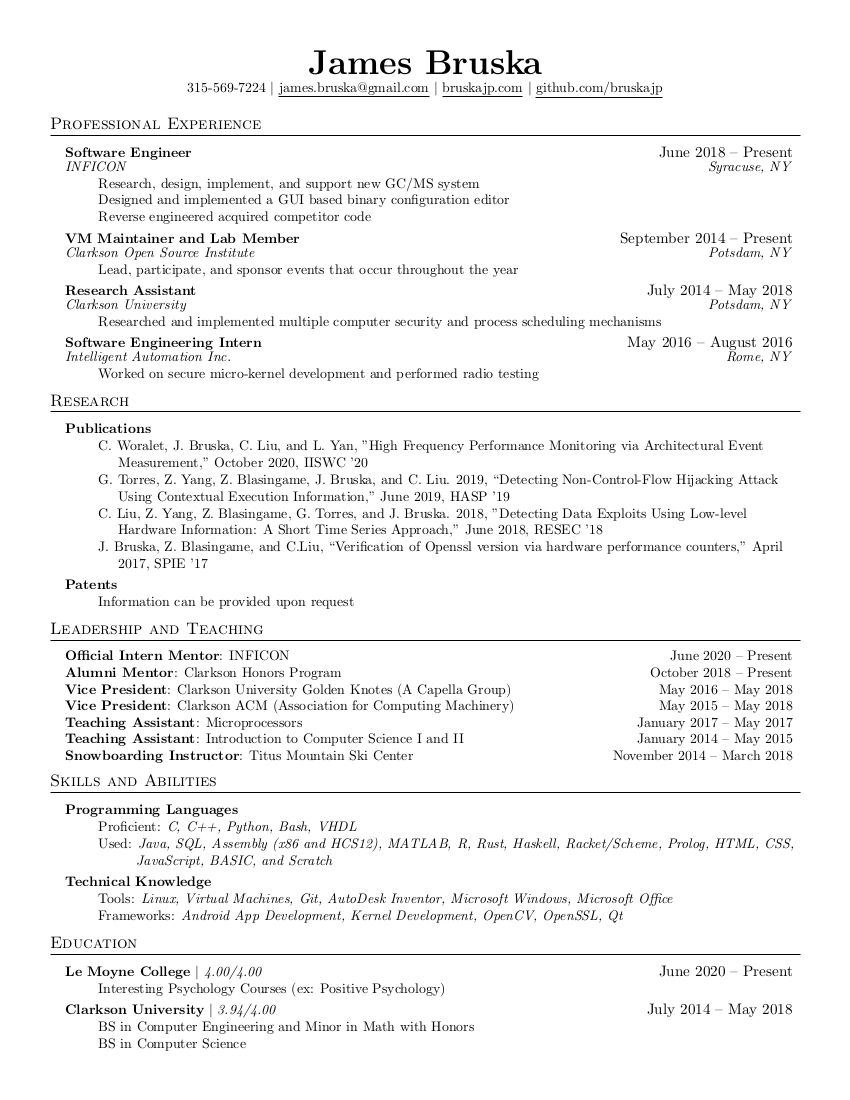 James Bruska
315-569-7224 | james.bruska@gmail.com | bruskajp.com | github.com/bruskajp
Professional Experience
Software Engineer June 2018 – Present
INFICON Syracuse, NY
Research, design, implement, and support new GC/MS system
Designed and implemented a GUI based binary configuration editor
Reverse engineered acquired competitor code
VM Maintainer and Lab Member September 2014 – Present
Clarkson Open Source Institute Potsdam, NY
Lead, participate, and sponsor events that occur throughout the year
Research Assistant July 2014 – May 2018
Clarkson University Potsdam, NY
Researched and implemented multiple computer security and process scheduling mechanisms
Software Engineering Intern May 2016 – August 2016
Intelligent Automation Inc. Rome, NY
Worked on secure micro-kernel development and performed radio testing
Research
Publications
C. Woralet, J. Bruska, C. Liu, and L. Yan, ”High Frequency Performance Monitoring via Architectural Event
Measurement,” October 2020, IISWC ’20
G. Torres, Z. Yang, Z. Blasingame, J. Bruska, and C. Liu. 2019, “Detecting Non-Control-Flow Hijacking Attack
Using Contextual Execution Information,” June 2019, HASP ’19
C. Liu, Z. Yang, Z. Blasingame, G. Torres, and J. Bruska. 2018, ”Detecting Data Exploits Using Low-level
Hardware Information: A Short Time Series Approach,” June 2018, RESEC ’18
J. Bruska, Z. Blasingame, and C.Liu, “Verification of Openssl version via hardware performance counters,” April
2017, SPIE ’17
Patents
Information can be provided upon request
Leadership and Teaching
Official Intern Mentor: INFICON June 2020 – Present
Alumni Mentor: Clarkson Honors Program October 2018 – Present
Vice President: Clarkson University Golden Knotes (A Capella Group) May 2016 – May 2018
Vice President: Clarkson ACM (Association for Computing Machinery) May 2015 – May 2018
Teaching Assistant: Microprocessors January 2017 – May 2017
Teaching Assistant: Introduction to Computer Science I and II January 2014 – May 2015
Snowboarding Instructor: Titus Mountain Ski Center November 2014 – March 2018
Skills and Abilities
Programming Languages
Proficient: C, C++, Python, Bash, VHDL
Used: Java, SQL, Assembly (x86 and HCS12), MATLAB, R, Rust, Haskell, Racket/Scheme, Prolog, HTML, CSS,
JavaScript, BASIC, and Scratch
Technical Knowledge
Tools: Linux, Virtual Machines, Git, AutoDesk Inventor, Microsoft Windows, Microsoft Office
Frameworks: Android App Development, Kernel Development, OpenCV, OpenSSL, Qt
Education
Le Moyne College | 4.00/4.00 June 2020 – Present
Interesting Psychology Courses (ex: Positive Psychology)
Clarkson University | 3.94/4.00 July 2014 – May 2018
BS in Computer Engineering and Minor in Math with Honors
BS in Computer Science